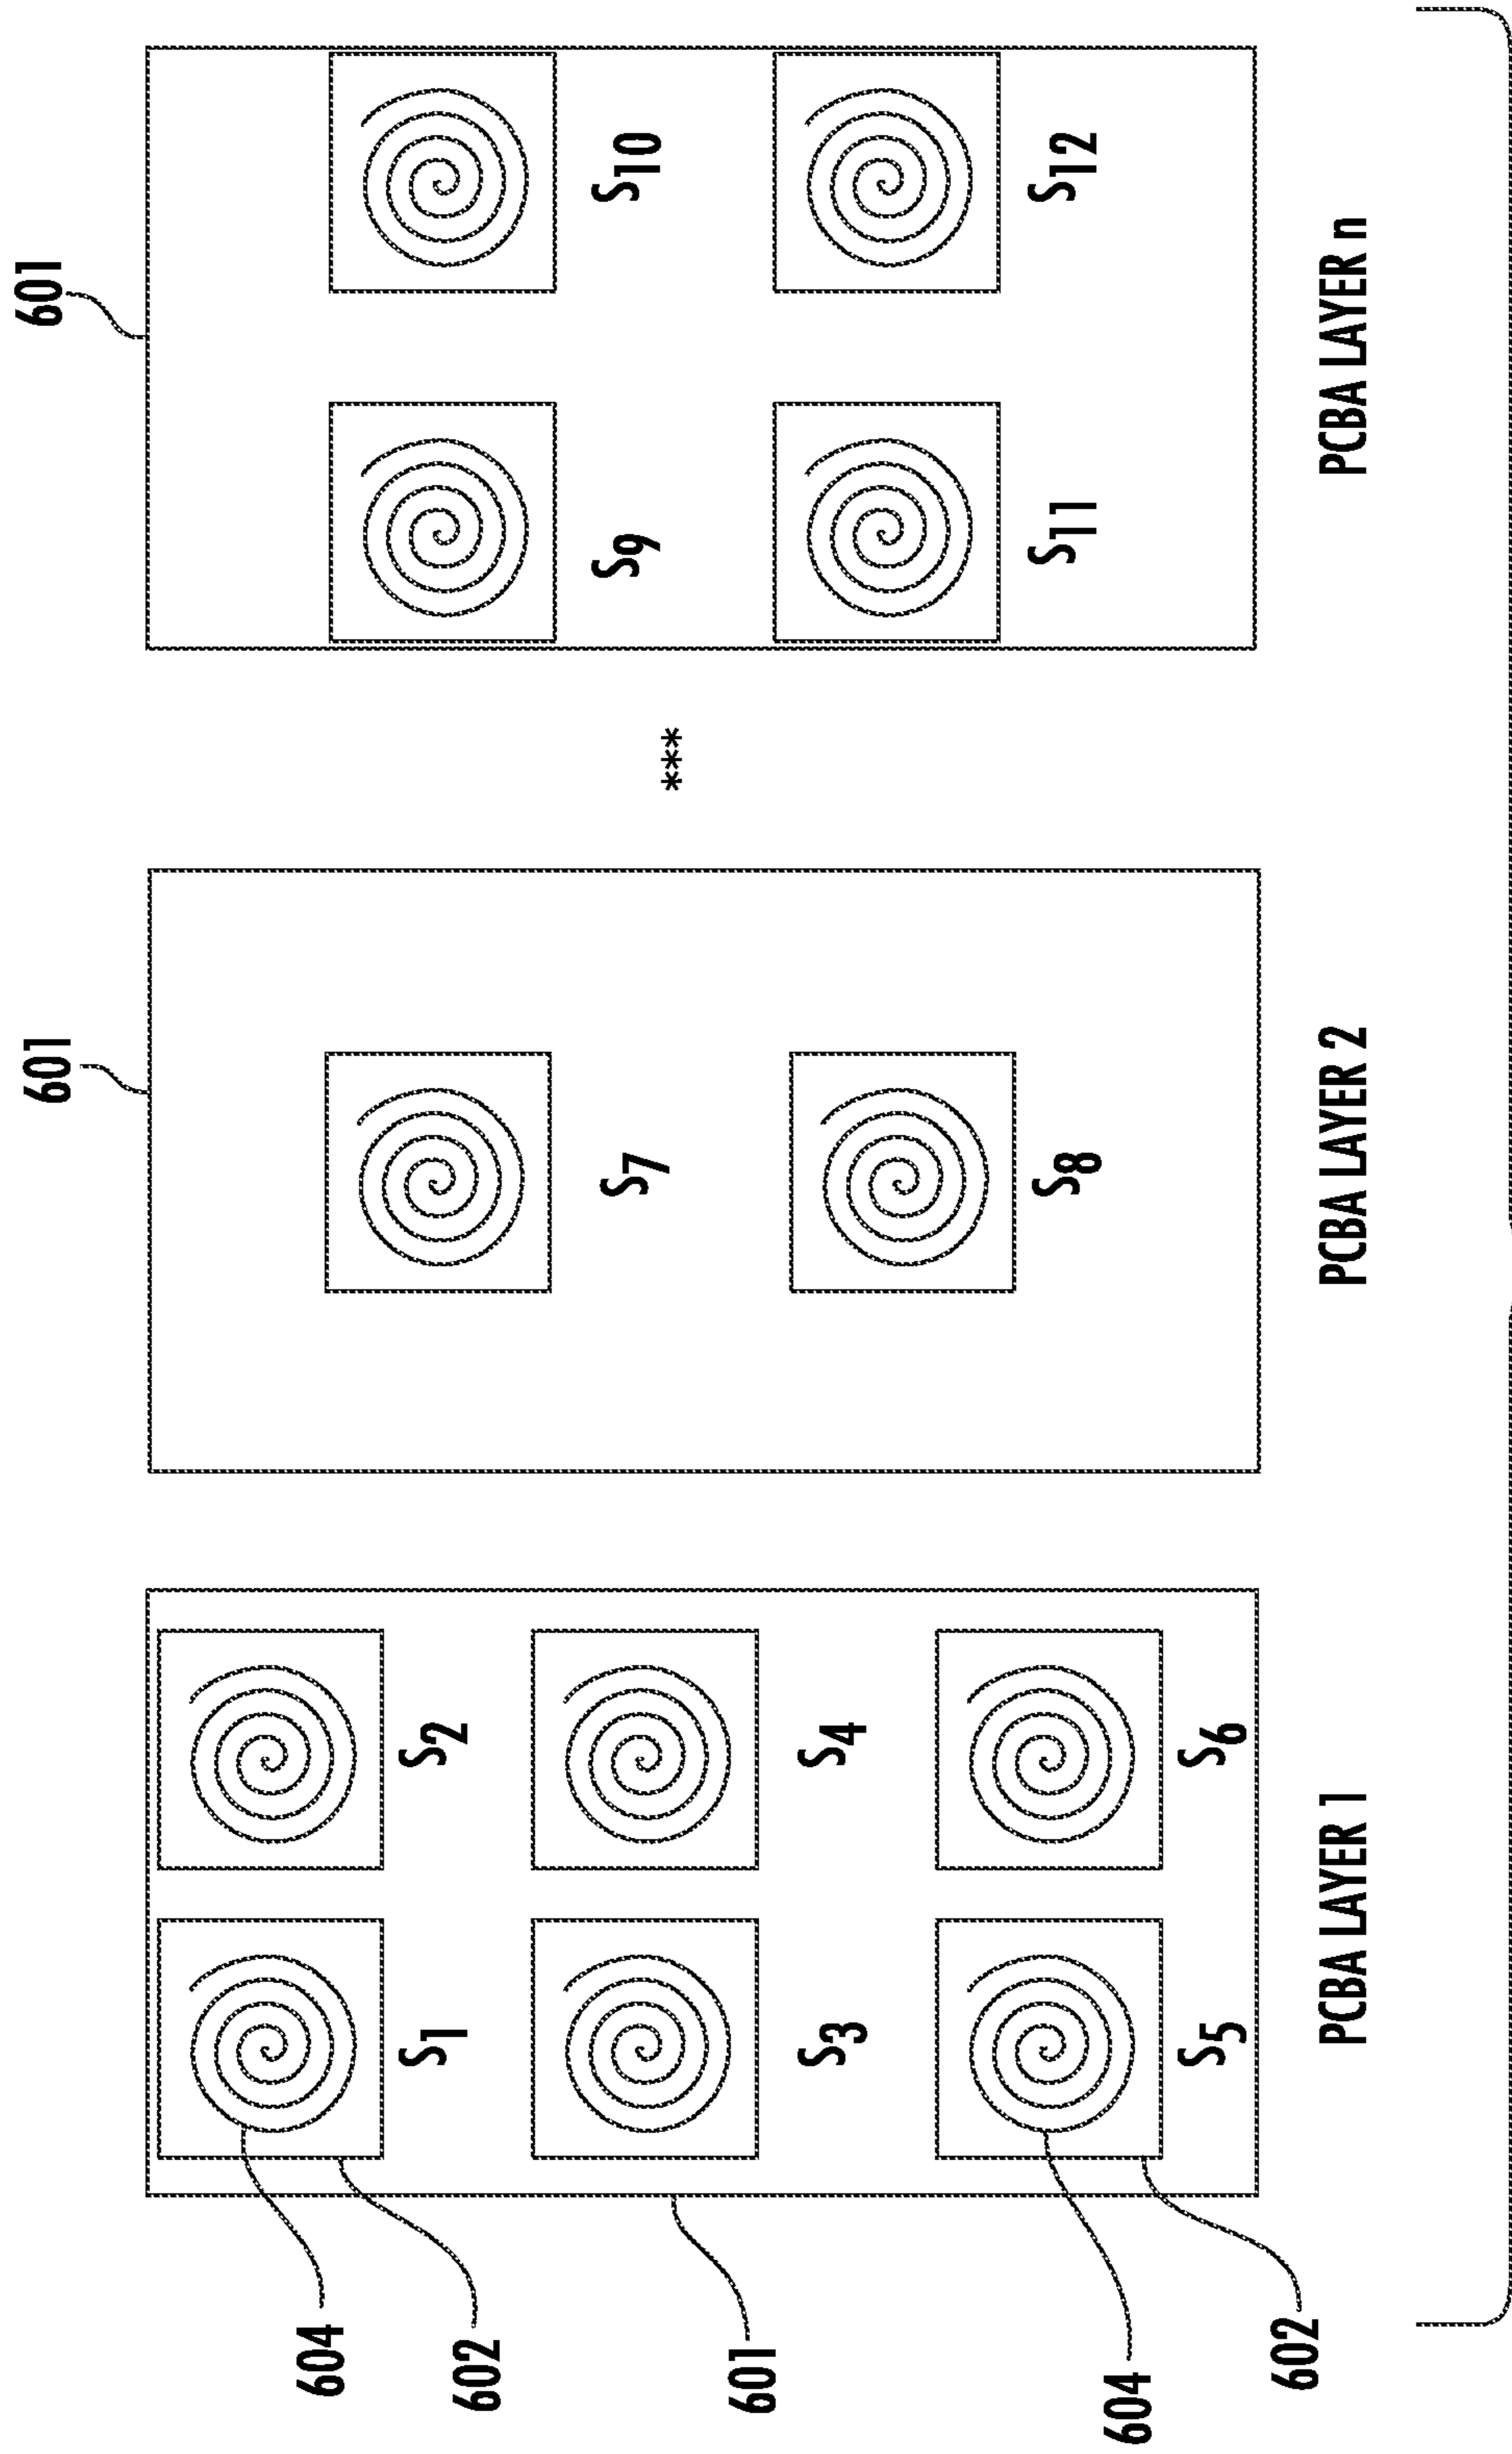 601
601
S1
S2
S7
S9
S10
***
S3
S4
S8
S11
S12
S5
S6
604
602
601
604
602
PCBA LAYER 1
PCBA LAYER 2
PCBA LAYER n